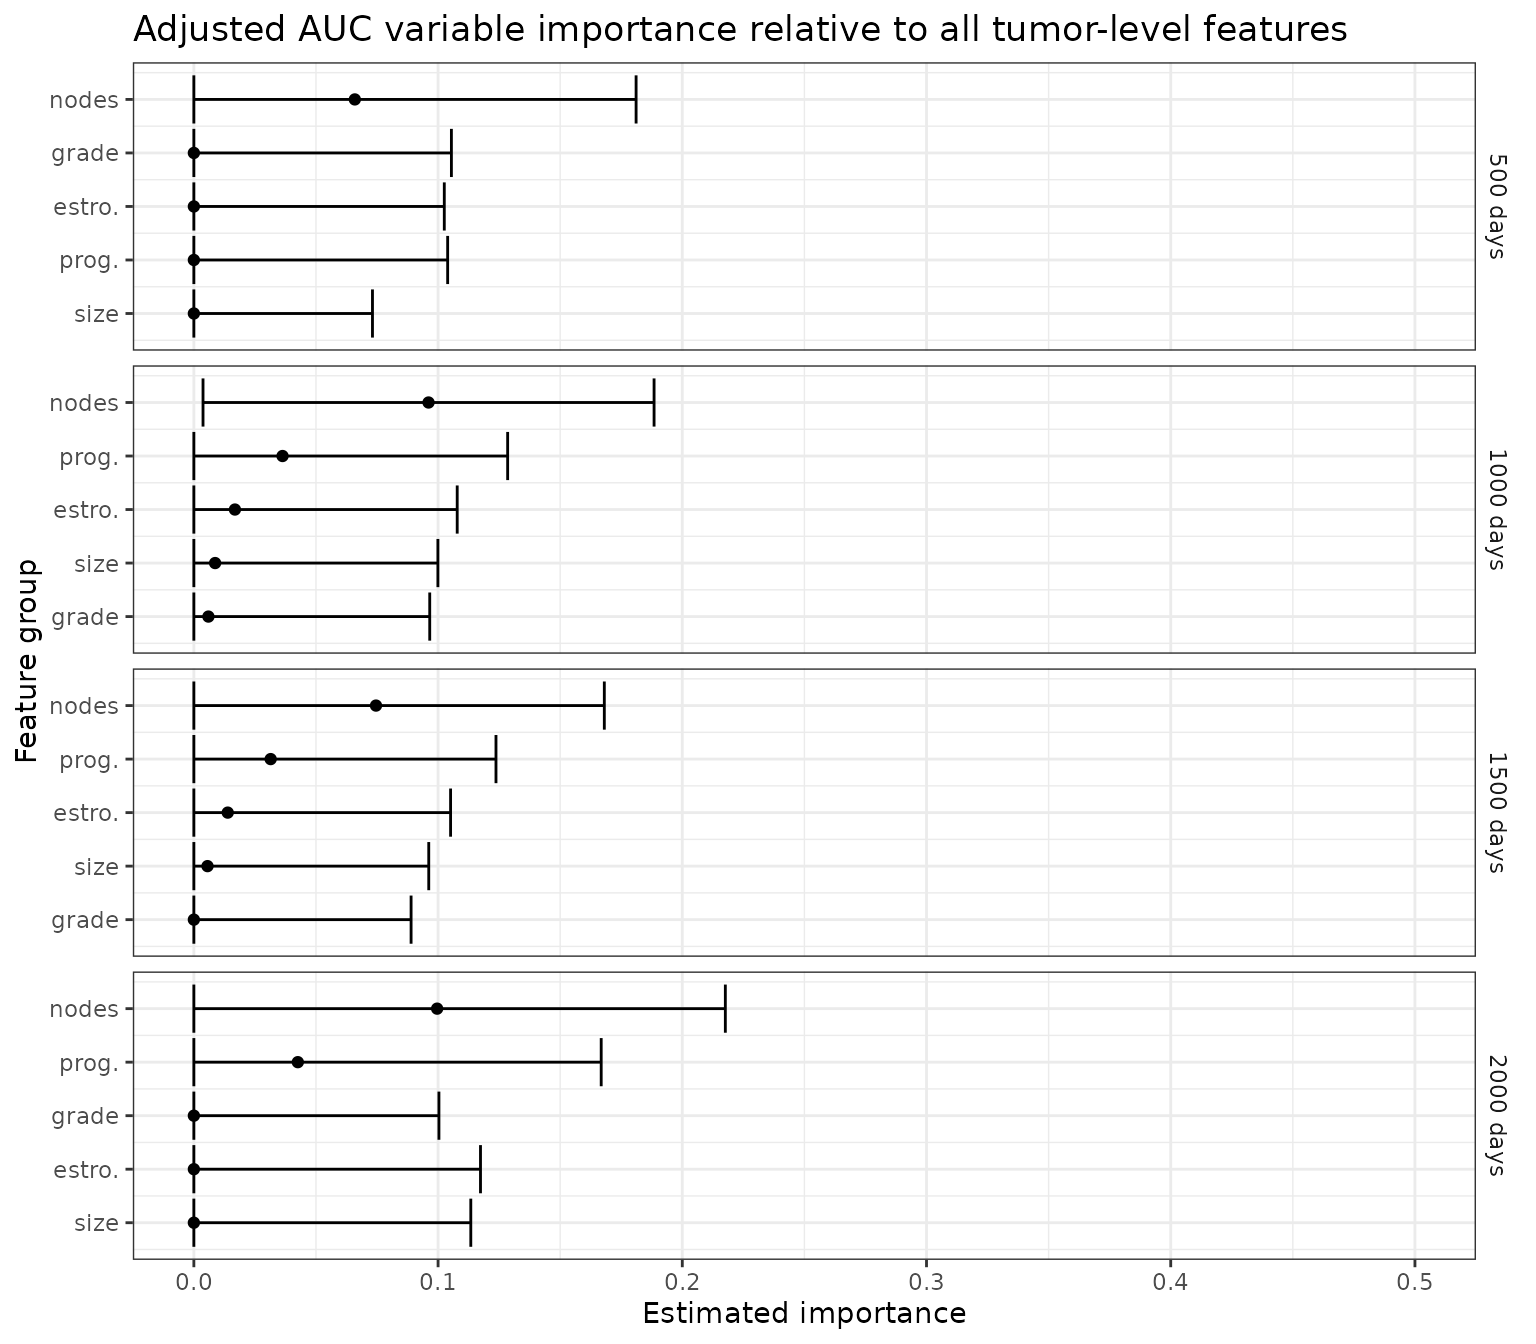 Adjusted AUC variable importance relative to all tumor-level features
Feature group
nodes
grade
estro.
prog.
size
500 days
nodes
prog.
estro.
size
grade
1000 days
nodes
prog.
estro.
size
grade
1500 days
nodes
prog.
grade
estro.
size
2000 days
0.0 0.1 0.2 0.3 0.4 0.5
Estimated importance